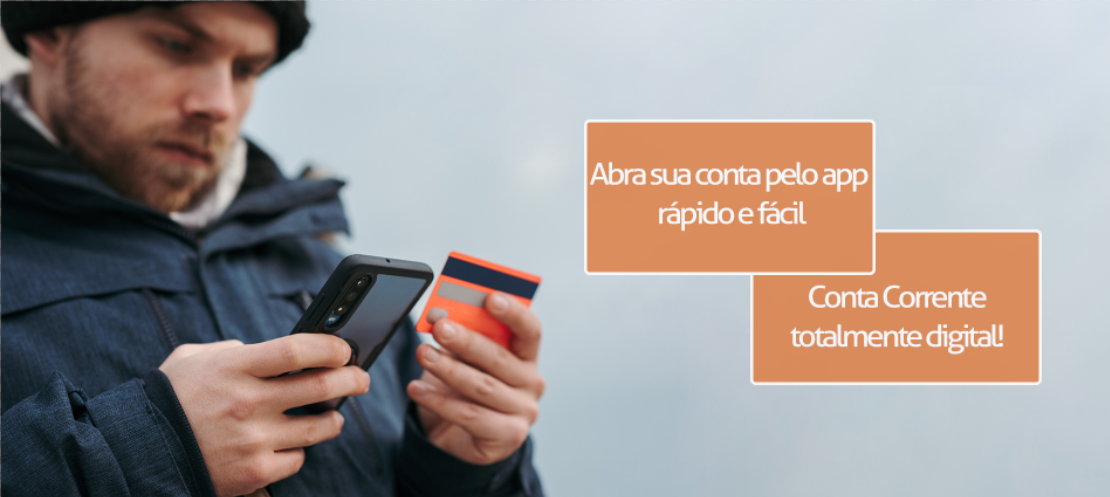 Abra sua conta pelo app
rápido e fácil
Conta Corrente
totalmente digital!